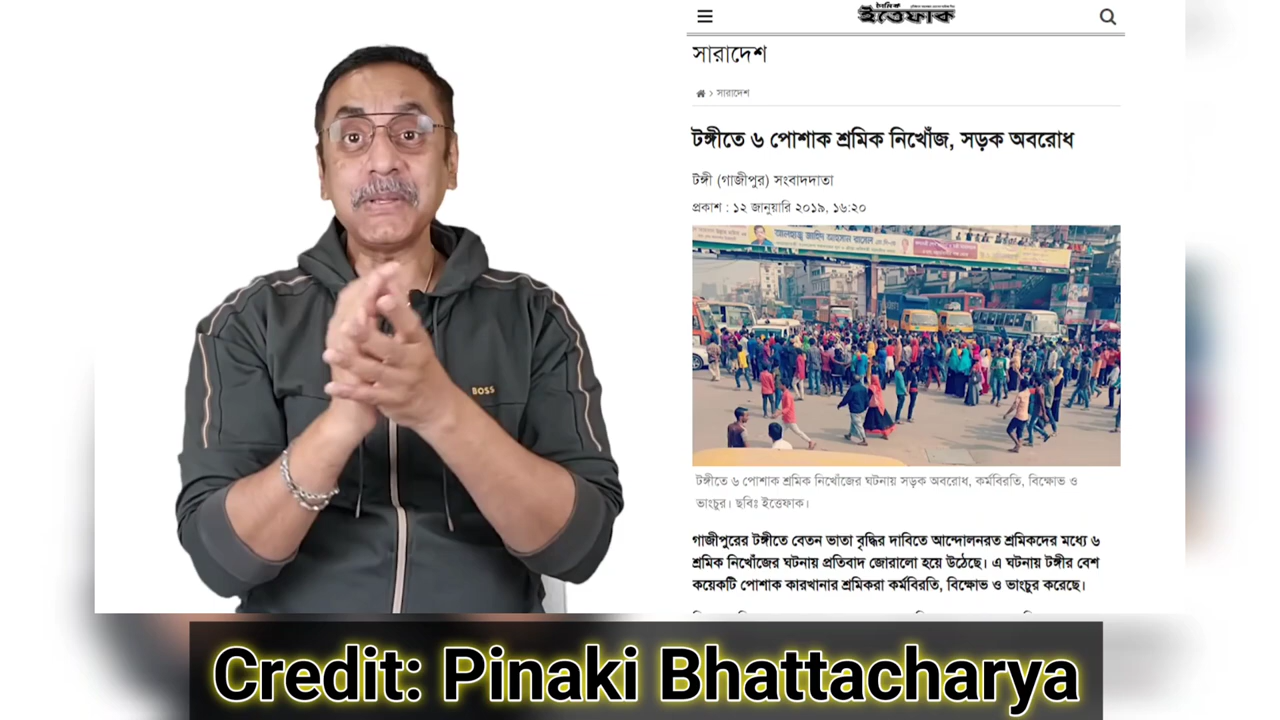 দৈনিক
ইত্তেফাক
সারাদেশ
সারাদেশ
টঙ্গীতে ৬ পোশাক শ্রমিক নিখোঁজ, সড়ক অবরোধ
টঙ্গী (গাজীপুর) সংবাদদাতা
প্রকাশ : ১২ জানুয়ারি ২০১৯, ১৬:২০
টঙ্গীতে ৬ পোশাক শ্রমিক নিখোঁজের ঘটনায় সড়ক অবরোধ, কর্মবিরতি, বিক্ষোভ ও
ভাংচুর। ছবিঃ ইত্তেফাক।
গাজীপুরের টঙ্গীতে বেতন ভাতা বৃদ্ধির দাবিতে আন্দোলনরত শ্রমিকদের মধ্যে ৬
শ্রমিক নিখোঁজের ঘটনায় প্রতিবাদ জোরালো হয়ে উঠেছে। এ ঘটনায় টঙ্গীর বেশ
কয়েকটি পোশাক কারখানার শ্রমিকরা কর্মবিরতি, বিক্ষোভ ও ভাংচুর করেছে।
BOSS
Credit: Pinaki Bhattacharya